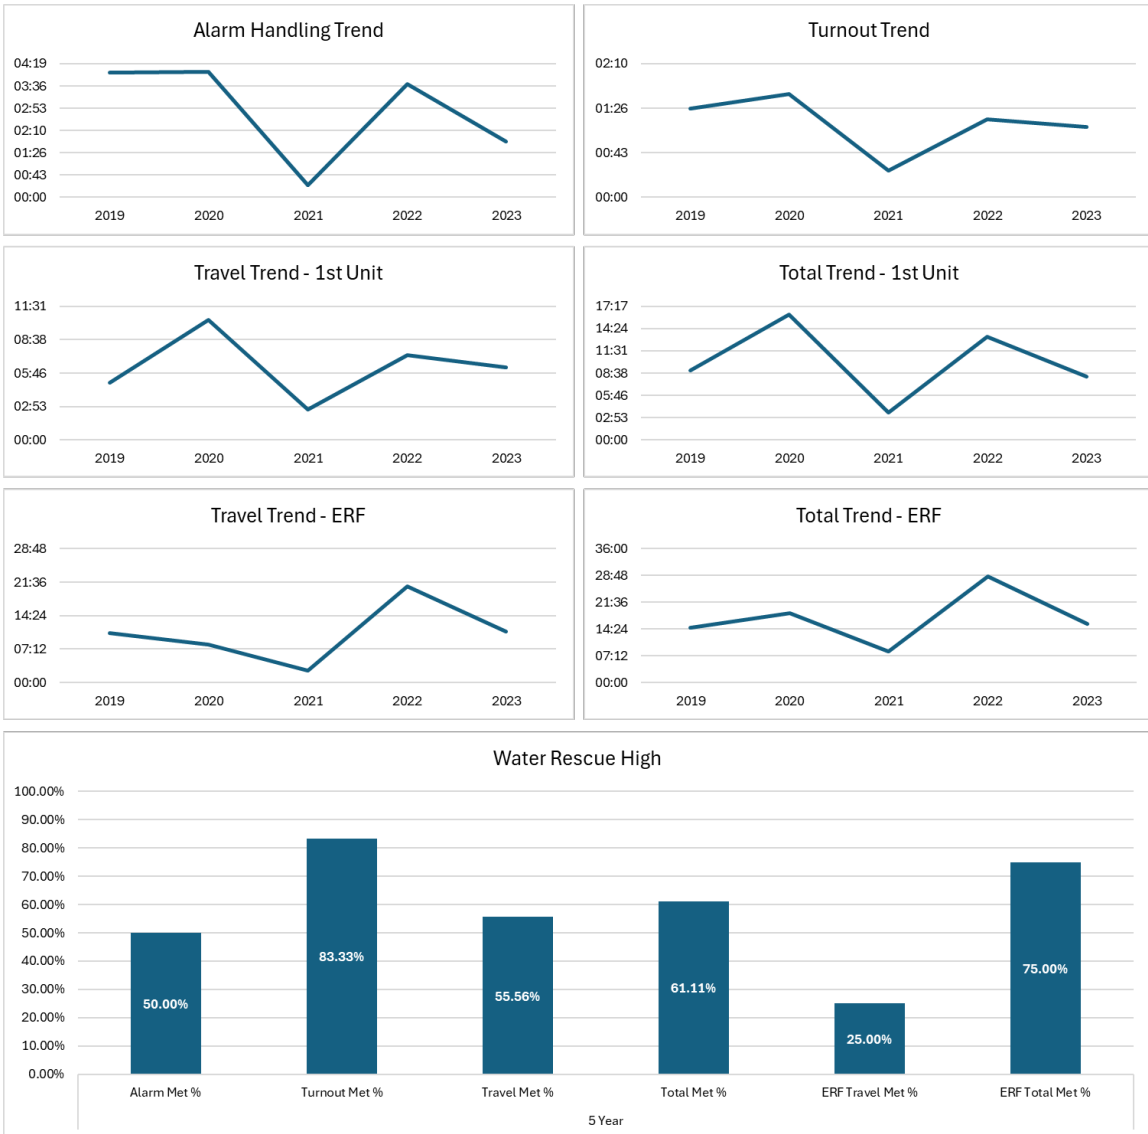 Alarm Handling Trend
04:19
03:36
02:53
02:10
01:26
00:43
00:00
2019 2020 2021 2022 2023
Turnout Trend
02:10
01:26
00:43
00:00
2019 2020 2021 2022 2023
Travel Trend - 1st Unit
11:31
08:38
05:46
02:53
00:00
2019 2020 2021 2022 2023
Total Trend - 1st Unit
17:17
14:24
11:31
08:38
05:46
02:53
00:00
2019 2020 2021 2022 2023
Travel Trend - ERF
28:48
21:36
14:24
07:12
00:00
2019 2020 2021 2022 2023
Total Trend - ERF
36:00
28:48
21:36
14:24
07:12
00:00
2019 2020 2021 2022 2023
Water Rescue High
100.00%
90.00%
80.00%
70.00%
60.00%
50.00%
40.00%
30.00%
20.00%
10.00%
0.00%
50.00% 83.33% 55.56% 61.11% 25.00% 75.00%
Alarm Met % Turnout Met % Travel Met % Total Met % ERF Travel Met % ERF Total Met %
5 Year